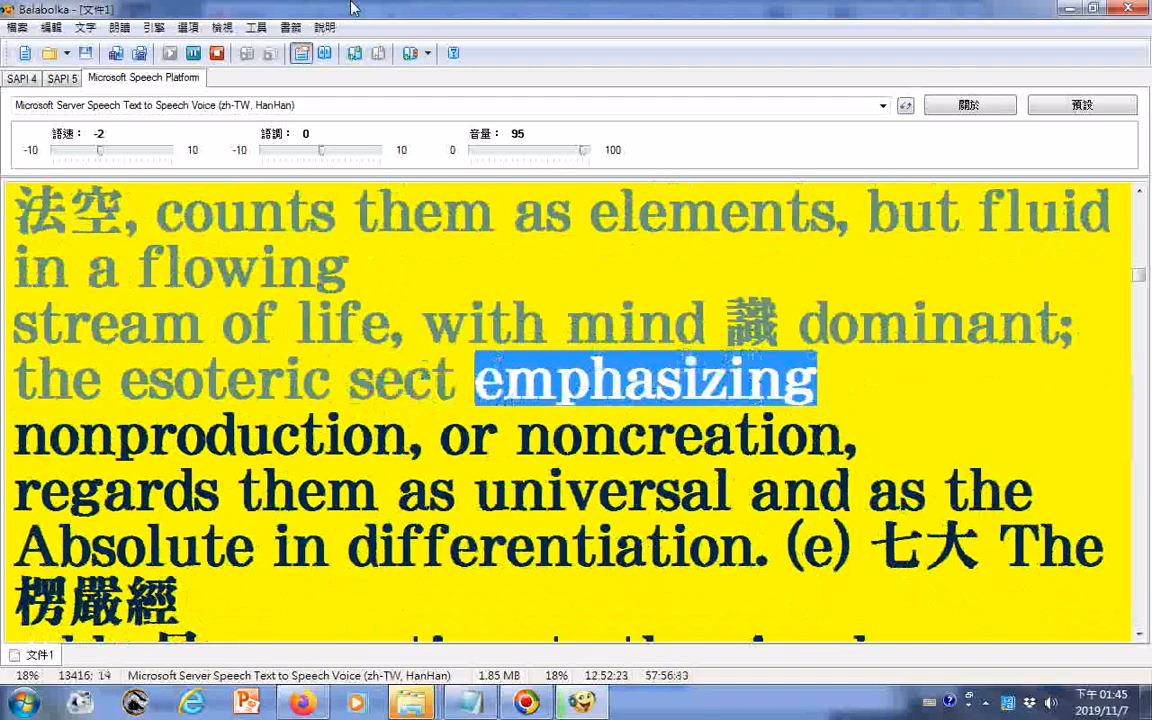 Balabolka - [文件1]
檔案 編輯 文字 朗讀 引擎 選項 檢視 工具 書籤 說明
SAPI 4 SAPI 5 Microsoft Speech Platform
Microsoft Server Speech Text to Speech Voice (zh-TW, HanHan) 關於 預設
語速： -2 語調： 0 音量： 95
-10 10 -10 10 0 100
法空, counts them as elements, but fluid
in a flowing
stream of life, with mind 識 dominant;
the esoteric sect emphasizing
nonproduction, or noncreation,
regards them as universal and as the
Absolute in differentiation. (e) 七大 The
楞嚴經
文件1
18% 13416: 14 Microsoft Server Speech Text to Speech Voice (zh-TW, HanHan) 1.85 MB 18% 12:52:23 57:56:43
下午 01:45
2019/11/7